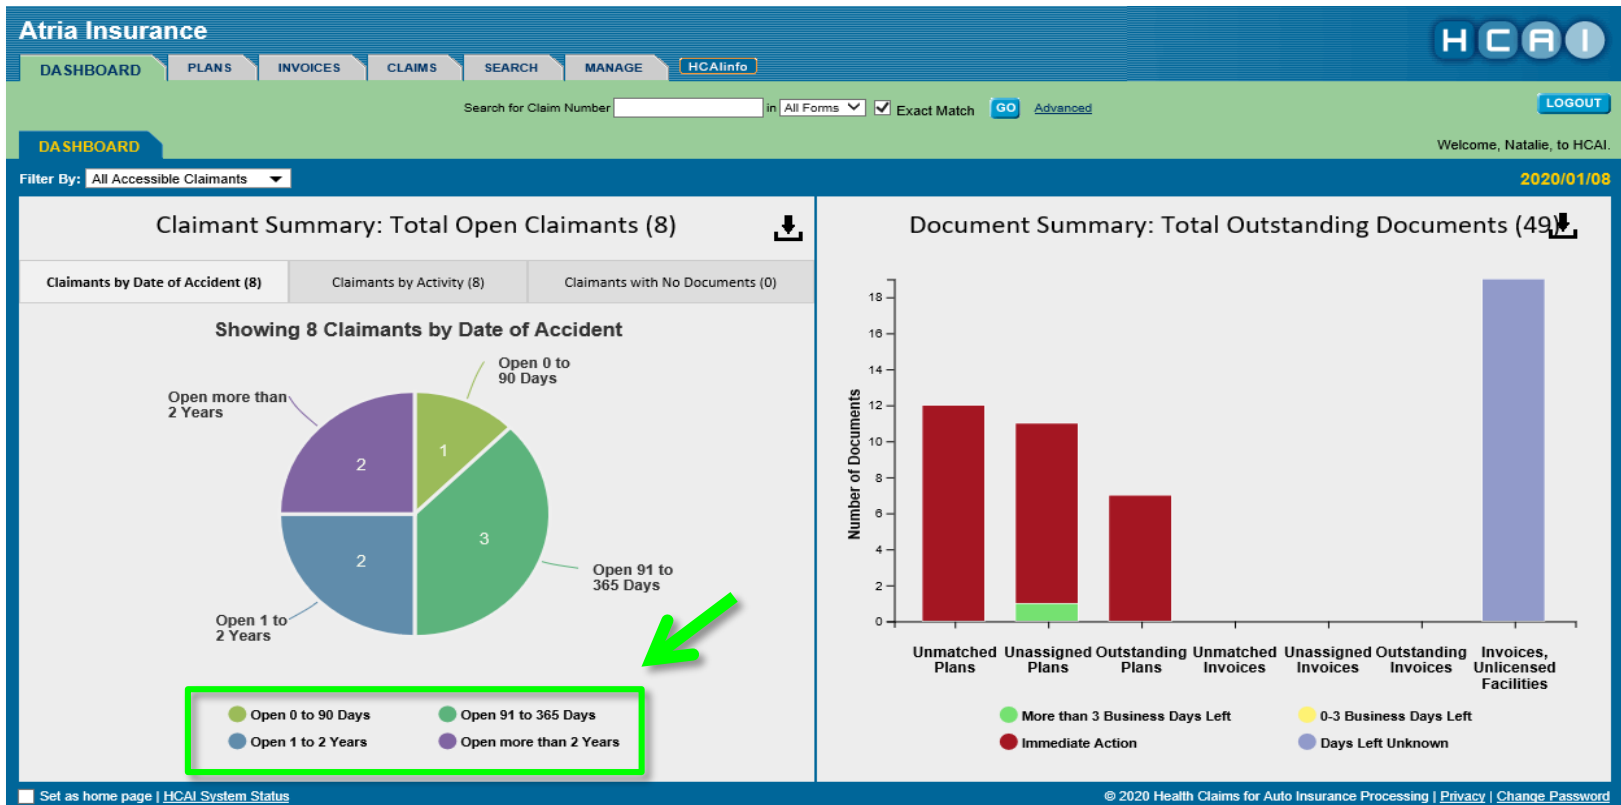 Atria Insurance
HCAI
DASHBOARD PLANS INVOICES CLAIMS SEARCH MANAGE HCAIinfo
Search for Claim Number in All Forms Exact Match GO Advanced
LOGOUT
DASHBOARD
Welcome, Natalie, to HCAI.
Filter By: All Accessible Claimants
2020/01/08
Claimant Summary: Total Open Claimants (8)
Claimants by Date of Accident (8) Claimants by Activity (8) Claimants with No Documents (0)
Showing 8 Claimants by Date of Accident
Open 0 to
90 Days
Open more than
2 Years
1
2
3
2
Open 91 to
365 Days
Open 1 to
2 Years
Open 0 to 90 Days Open 91 to 365 Days
Open 1 to 2 Years Open more than 2 Years
Document Summary: Total Outstanding Documents (49)
Number of Documents
18
16
14
12
10
8
6
4
2
0
Unmatched Plans
Unassigned Plans
Outstanding Plans
Unmatched Invoices
Unassigned Invoices
Outstanding Invoices
Invoices, Unlicensed Facilities
More than 3 Business Days Left 0-3 Business Days Left
Immediate Action Days Left Unknown
Set as home page | HCAI System Status
© 2020 Health Claims for Auto Insurance Processing | Privacy | Change Password